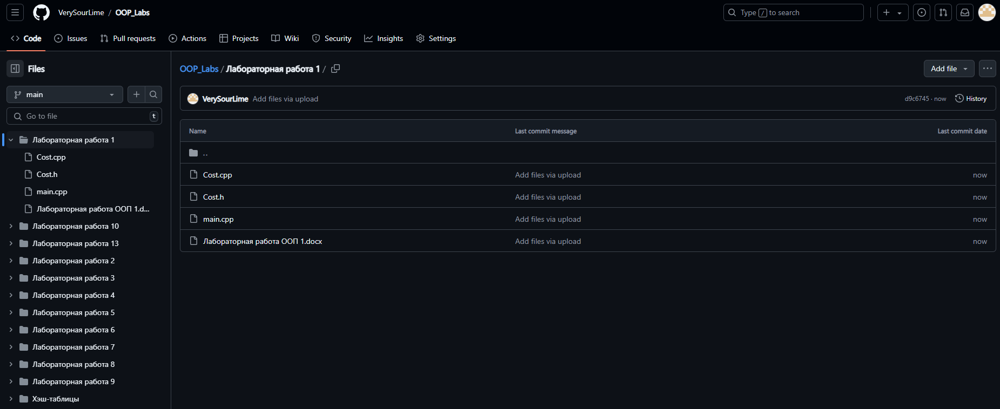 VerySourLime / OOP_Labs
Type / to search
Code Issues Pull requests Actions Projects Wiki Security Insights Settings
Files
main
Go to file t
Лабораторная работа 1
Cost.cpp
Cost.h
main.cpp
Лабораторная работа ООП 1.d...
Лабораторная работа 10
Лабораторная работа 13
Лабораторная работа 2
Лабораторная работа 3
Лабораторная работа 4
Лабораторная работа 5
Лабораторная работа 6
Лабораторная работа 7
Лабораторная работа 8
Лабораторная работа 9
Хэш-таблицы
OOP_Labs / Лабораторная работа 1 /
Add file
VerySourLime Add files via upload
d9c6745 · now History
Name Last commit message Last commit date
..
Cost.cpp Add files via upload now
Cost.h Add files via upload now
main.cpp Add files via upload now
Лабораторная работа ООП 1.docx Add files via upload now